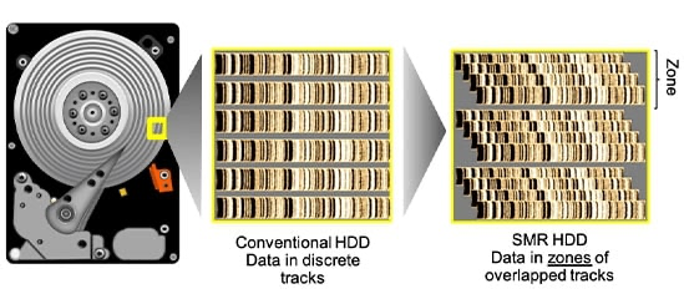 Zone
Conventional HDD
Data in discrete
tracks
SMR HDD
Data in zones of
overlapped tracks